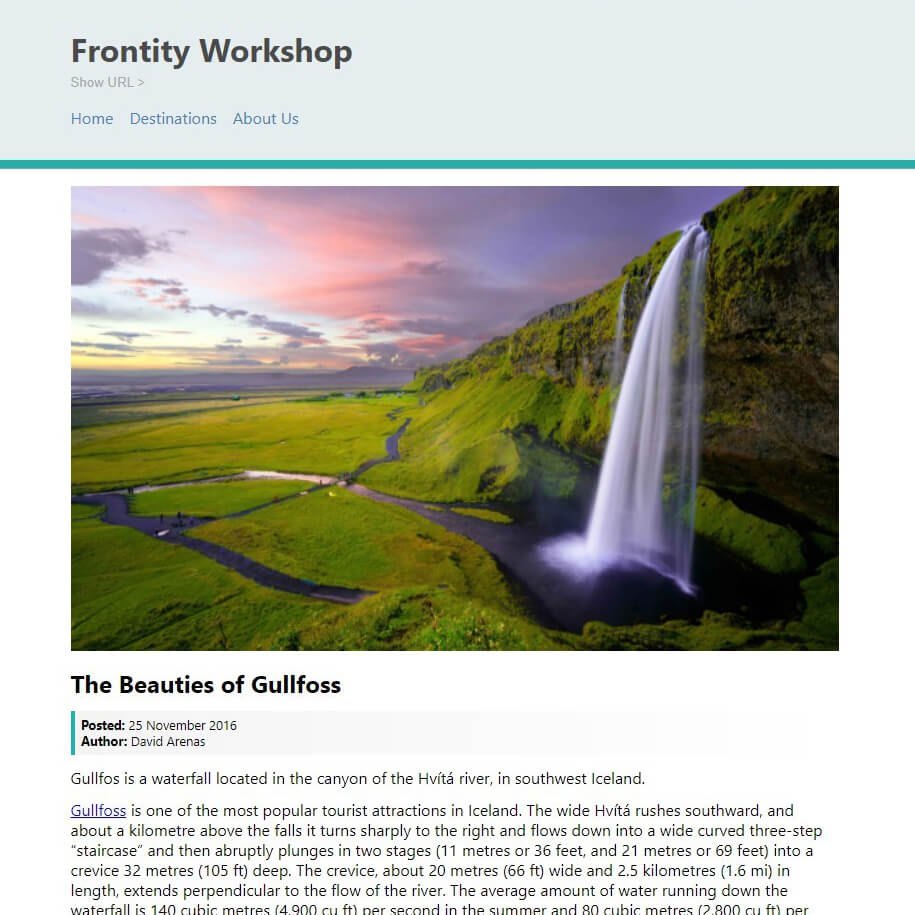 Frontity Workshop
Show URL >
Home Destinations About Us
The Beauties of Gullfoss
Posted: 25 November 2016
Author: David Arenas
Gullfos is a waterfall located in the canyon of the Hvítá river, in southwest Iceland.
Gullfoss is one of the most popular tourist attractions in Iceland. The wide Hvítá rushes southward, and
about a kilometre above the falls it turns sharply to the right and flows down into a wide curved three-step
“staircase” and then abruptly plunges in two stages (11 metres or 36 feet, and 21 metres or 69 feet) into a
crevice 32 metres (105 ft) deep. The crevice, about 20 metres (66 ft) wide and 2.5 kilometres (1.6 mi) in
length, extends perpendicular to the flow of the river. The average amount of water running down the
waterfall is 140 cubic metres (4,900 cu ft) per second in the summer and 80 cubic metres (2,800 cu ft) per